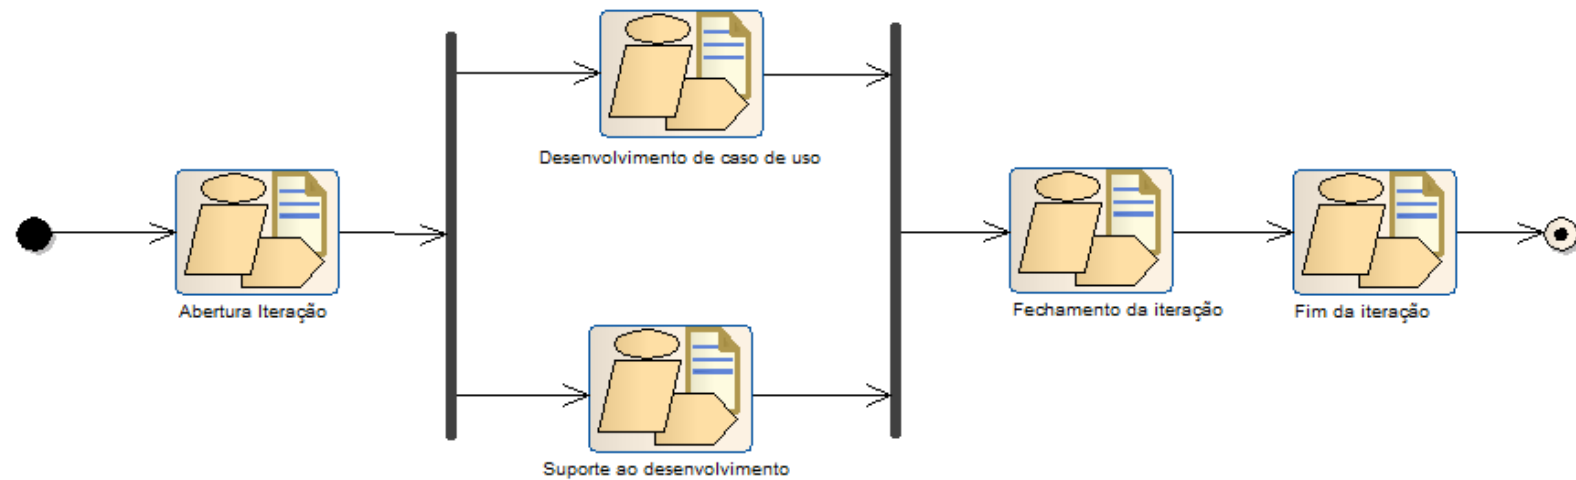 Desenvolvimento de caso de uso
Abertura Iteração
Fechamento da iteração
Fim da iteração
Suporte ao desenvolvimento